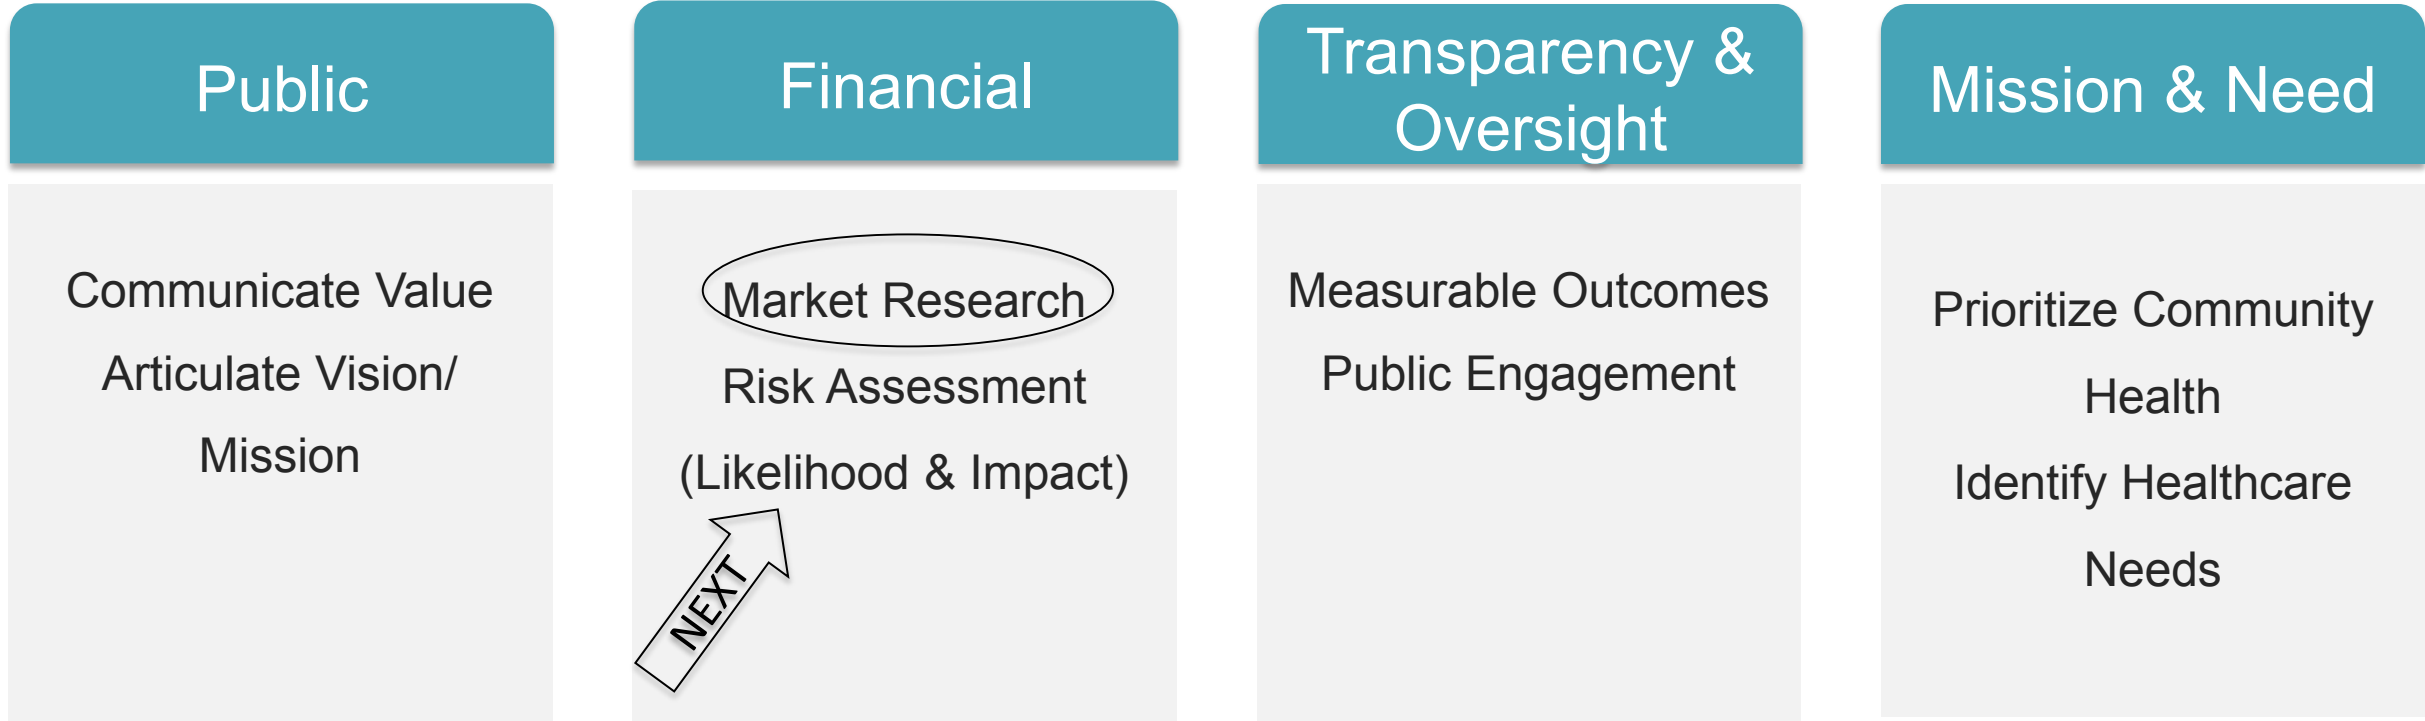 Public
Communicate Value
Articulate Vision/
Mission
Financial
Market Research
Risk Assessment
(Likelihood & Impact)
NEXT
Transparency &
Oversight
Measurable Outcomes
Public Engagement
Mission & Need
Prioritize Community
Health
Identify Healthcare
Needs